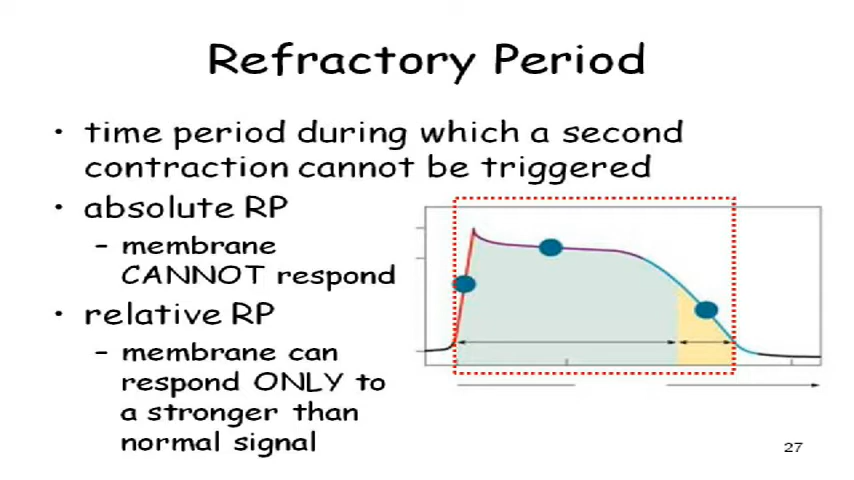 Refractory Period
• time period during which a second
contraction cannot be triggered
• absolute RP
– membrane
CANNOT respond
• relative RP
– membrane can
respond ONLY to
a stronger than
normal signal
27